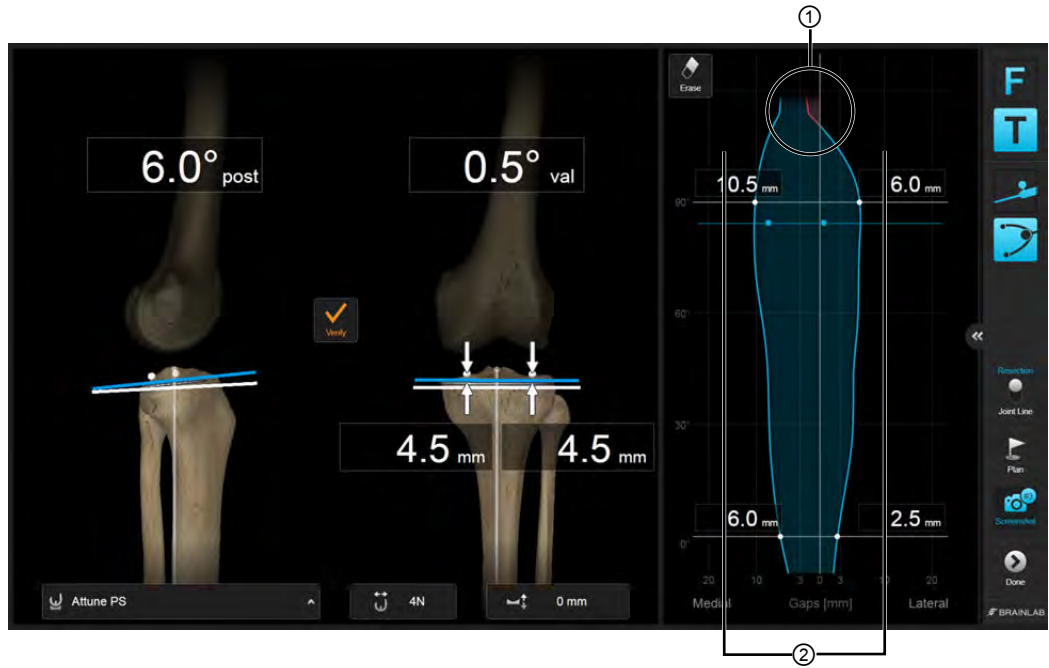 ①
Erase
F
T
6.0° post
0.5° val
10.5 mm
6.0 mm
90°
Verify
60°
Resection
Joint Line
4.5 mm
4.5 mm
30°
Plan
6.0 mm
2.5 mm
Screenshot
0°
20 10 3 0 3 10 20
Done
Attune PS
4N
0 mm
Medial Gaps [mm] Lateral
BRAINLAB
②